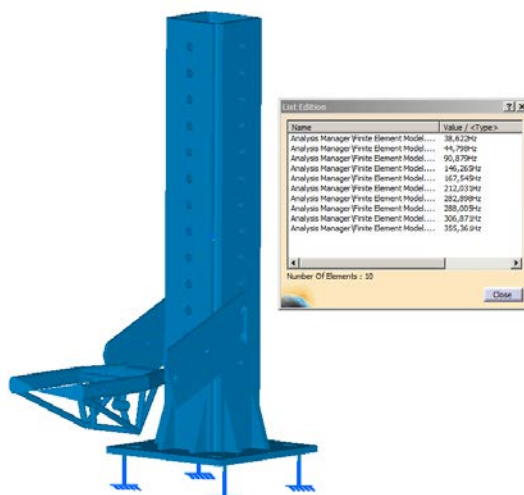 List Edition
Name Value / <Type>
Analysis Manager\Finite Element Model.... 38,622Hz
Analysis Manager\Finite Element Model.... 44,798Hz
Analysis Manager\Finite Element Model.... 90,879Hz
Analysis Manager\Finite Element Model.... 146,265Hz
Analysis Manager\Finite Element Model.... 167,545Hz
Analysis Manager\Finite Element Model.... 212,031Hz
Analysis Manager\Finite Element Model.... 282,898Hz
Analysis Manager\Finite Element Model.... 288,005Hz
Analysis Manager\Finite Element Model.... 306,871Hz
Analysis Manager\Finite Element Model.... 355,361Hz
Number Of Elements : 10
Close